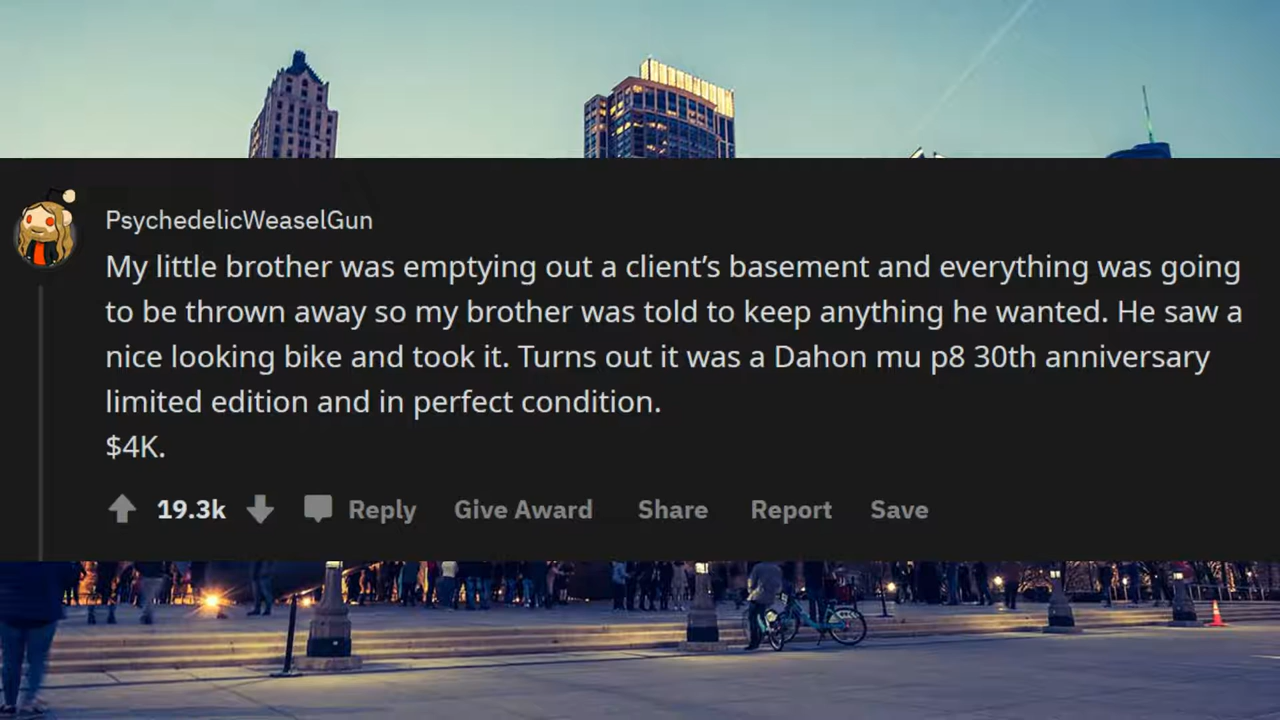 PsychedelicWeaselGun
My little brother was emptying out a client’s basement and everything was going
to be thrown away so my brother was told to keep anything he wanted. He saw a
nice looking bike and took it. Turns out it was a Dahon mu p8 30th anniversary
limited edition and in perfect condition.
$4K.
19.3k Reply Give Award Share Report Save